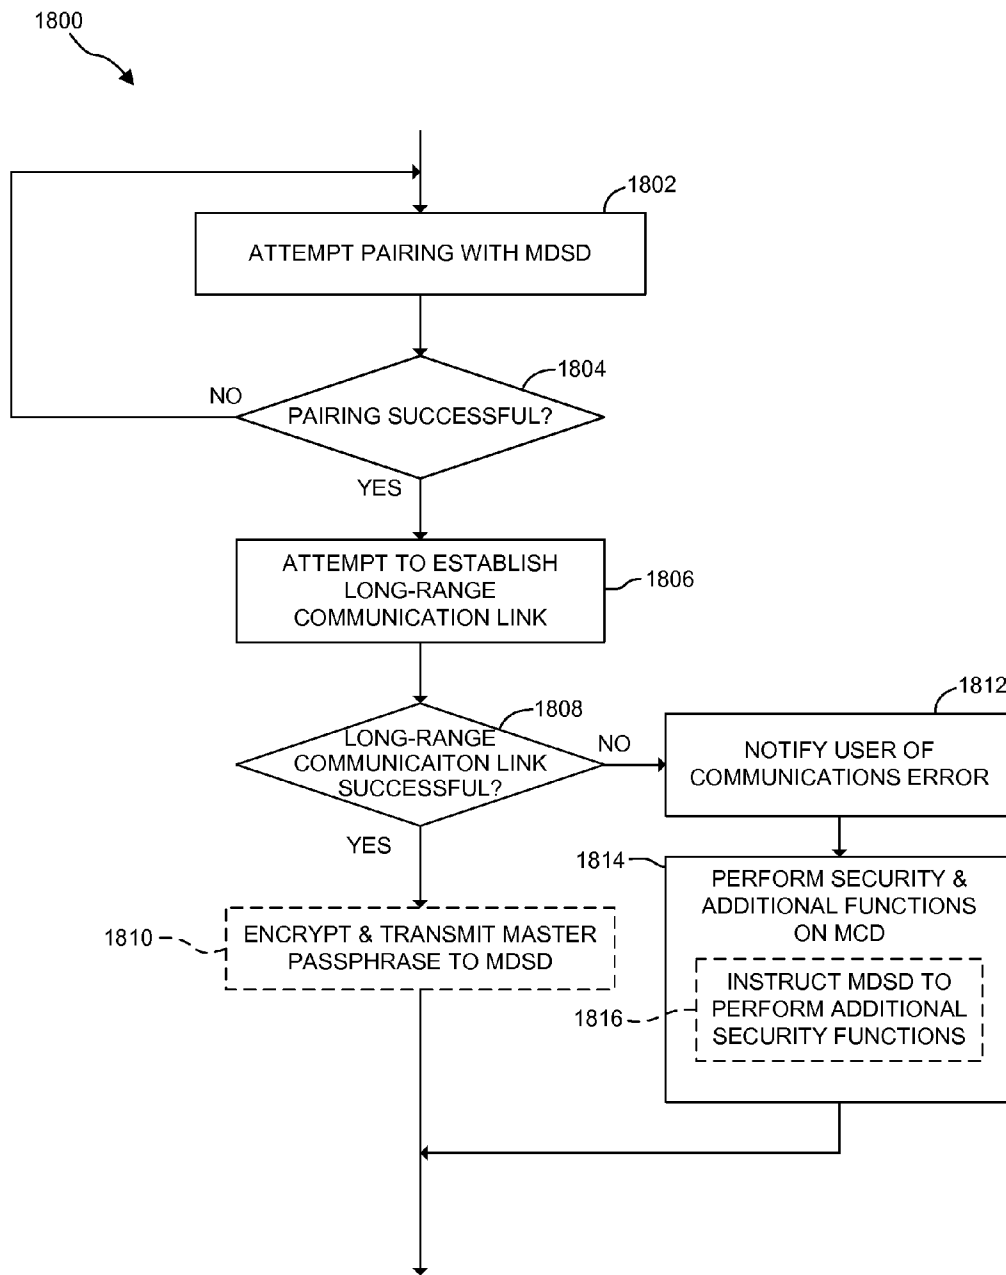 1800
1802
ATTEMPT PAIRING WITH MDSD
1804
NO
PAIRING SUCCESSFUL?
YES
ATTEMPT TO ESTABLISH
LONG-RANGE
COMMUNICATION LINK
1806
1808
LONG-RANGE
COMMUNICAITON LINK
SUCCESSFUL?
NO
YES
1812
NOTIFY USER OF
COMMUNICATIONS ERROR
1810
ENCRYPT & TRANSMIT MASTER
PASSPHRASE TO MDSD
1814
PERFORM SECURITY &
ADDITIONAL FUNCTIONS
ON MCD
1816
INSTRUCT MDSD TO
PERFORM ADDITIONAL
SECURITY FUNCTIONS